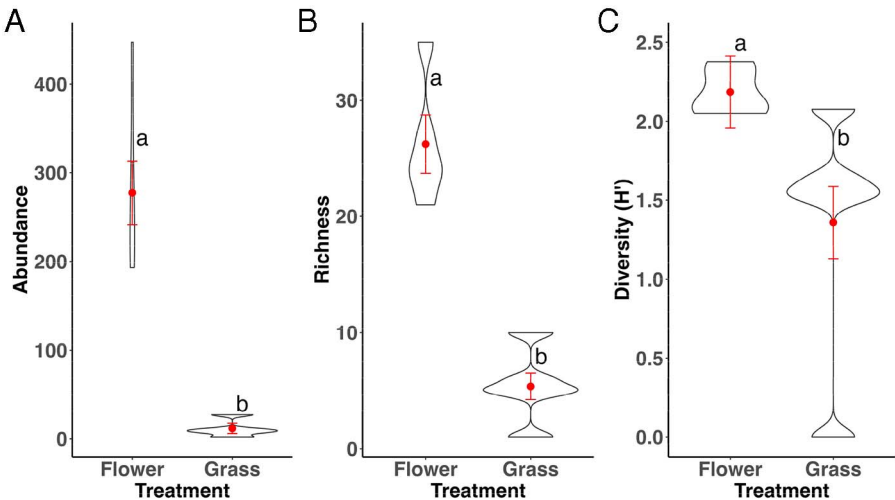 A
Abundance
400
300
200
100
0
a
b
Flower
Grass
Treatment
B
Richness
30
20
10
0
a
b
Flower
Grass
Treatment
C
Diversity (H')
2.5
2.0
1.5
1.0
0.5
0.0
a
b
Flower
Grass
Treatment